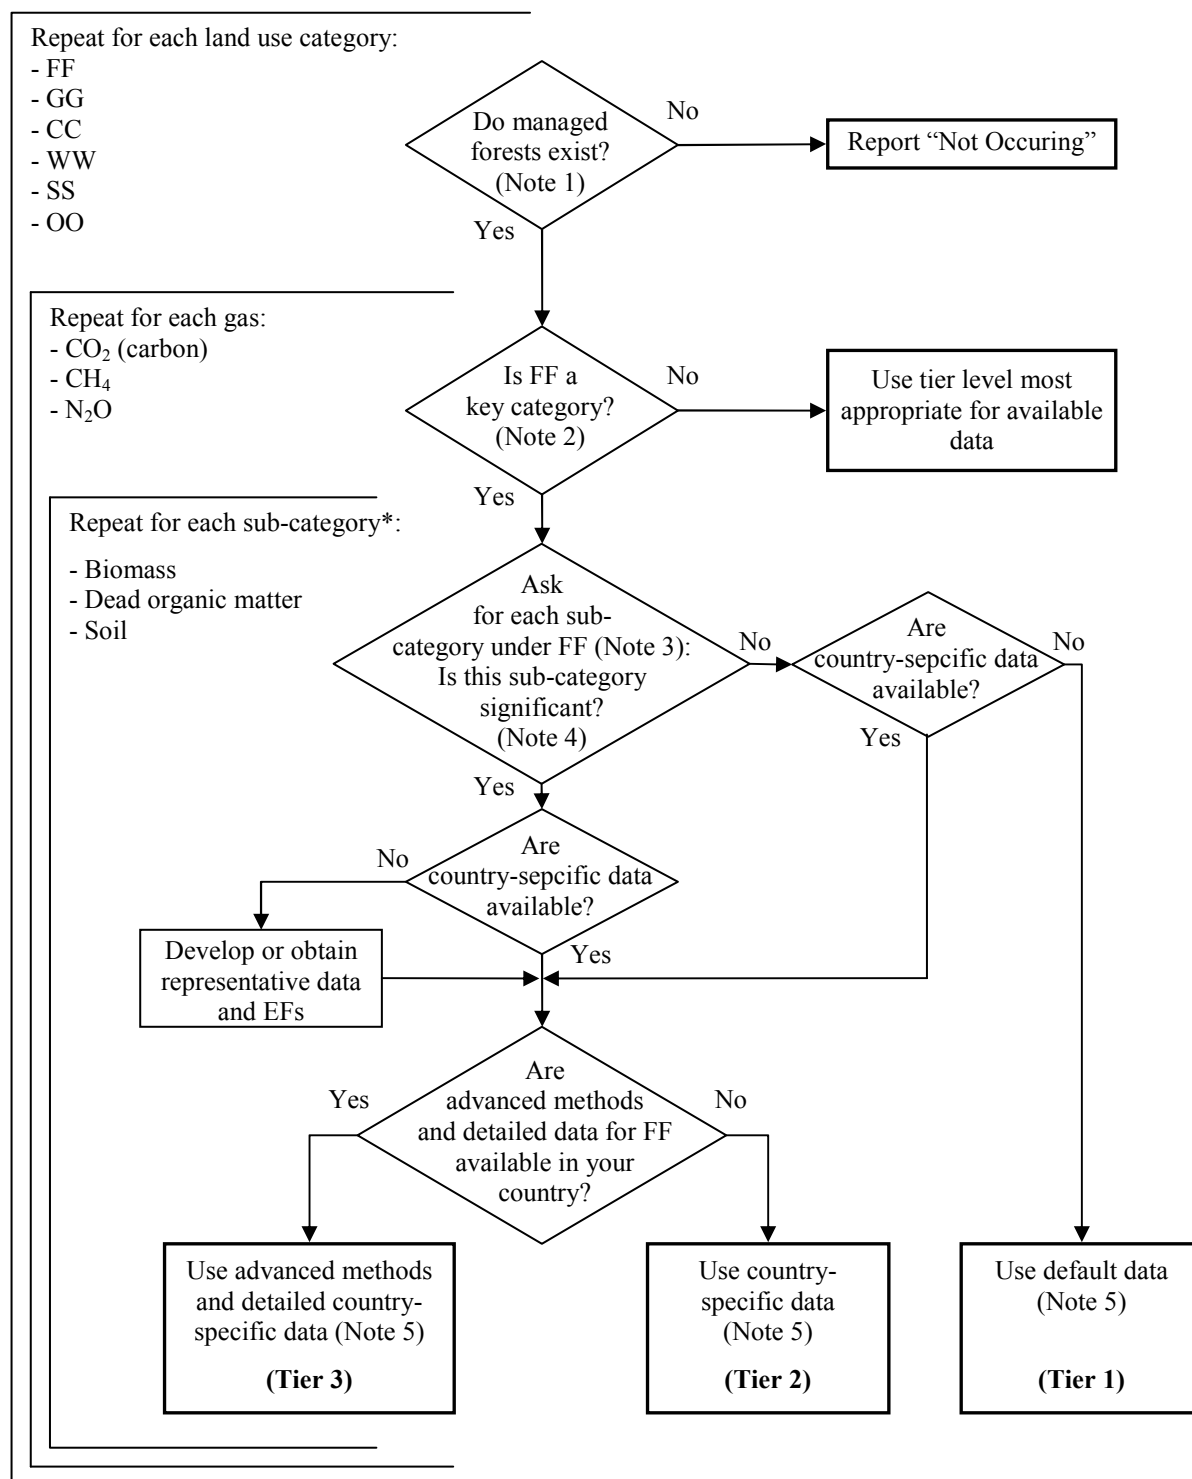 Repeat for each land use category:
- FF
- GG
- CC
- WW
- SS
- OO
Do managed
forests exist?
(Note 1)
No
Report “Not Occuring”
Yes
Repeat for each gas:
- CO₂ (carbon)
- CH₄
- N₂O
Is FF a
key category?
(Note 2)
No
Use tier level most
appropriate for available
data
Yes
Repeat for each sub-category*:
- Biomass
- Dead organic matter
- Soil
Ask
for each sub-
category under FF (Note 3):
Is this sub-category
significant?
(Note 4)
No
Are
country-sepcific data
available?
No
Yes
Yes
Are
country-sepcific data
available?
No
Develop or obtain
representative data
and EFs
Yes
Are
advanced methods
and detailed data for FF
available in your
country?
Yes
No
Use advanced methods
and detailed country-
specific data (Note 5)
(Tier 3)
Use country-
specific data
(Note 5)
(Tier 2)
Use default data
(Note 5)
(Tier 1)